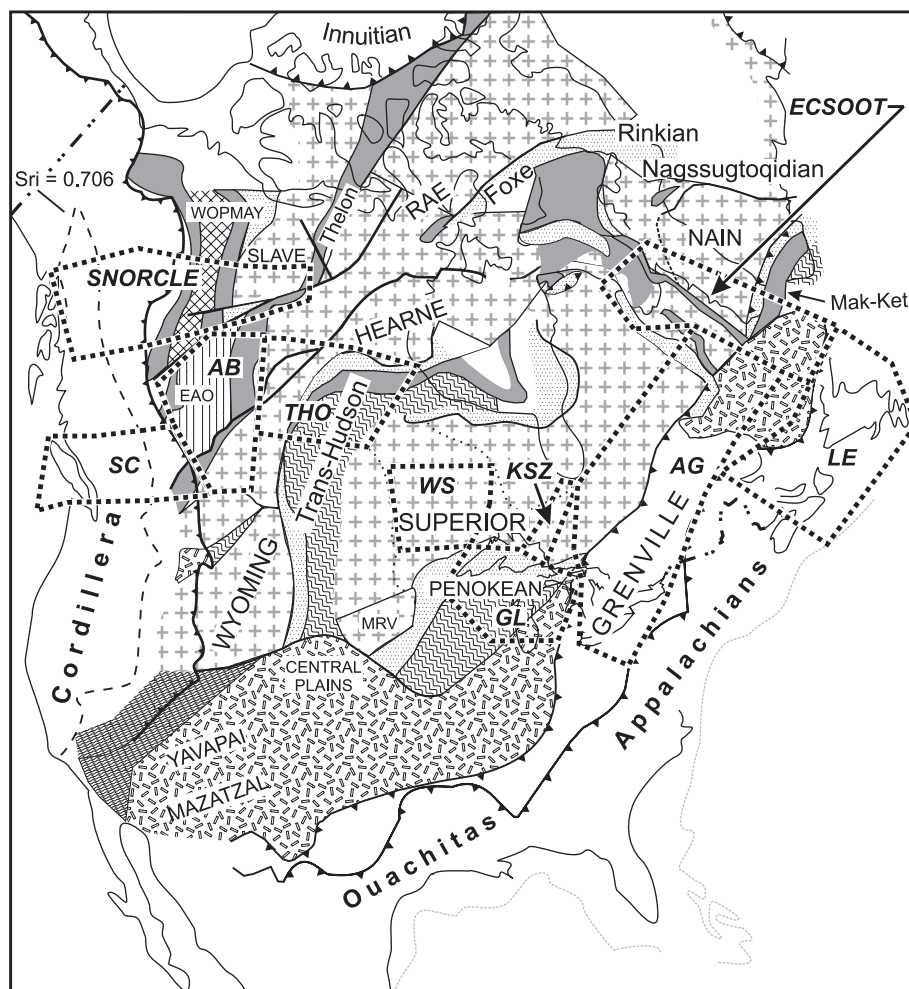 Innuitian
ECSOOT
Rinkian
Nagssugtoqidian
Sri = 0.706
Foxe
RAE
Thelon
WOPMAY
SLAVE
NAIN
SNORCLE
Mak-Ket
HEARNE
AB
EAO
THO
Trans-Hudson
SC
WS
KSZ
AG
LE
SUPERIOR
GRENVILLE
WYOMING
PENOKEAN
GL
MRV
Cordillera
CENTRAL
PLAINS
Appalachians
YAVAPAI
MAZATZAL
Ouachitas